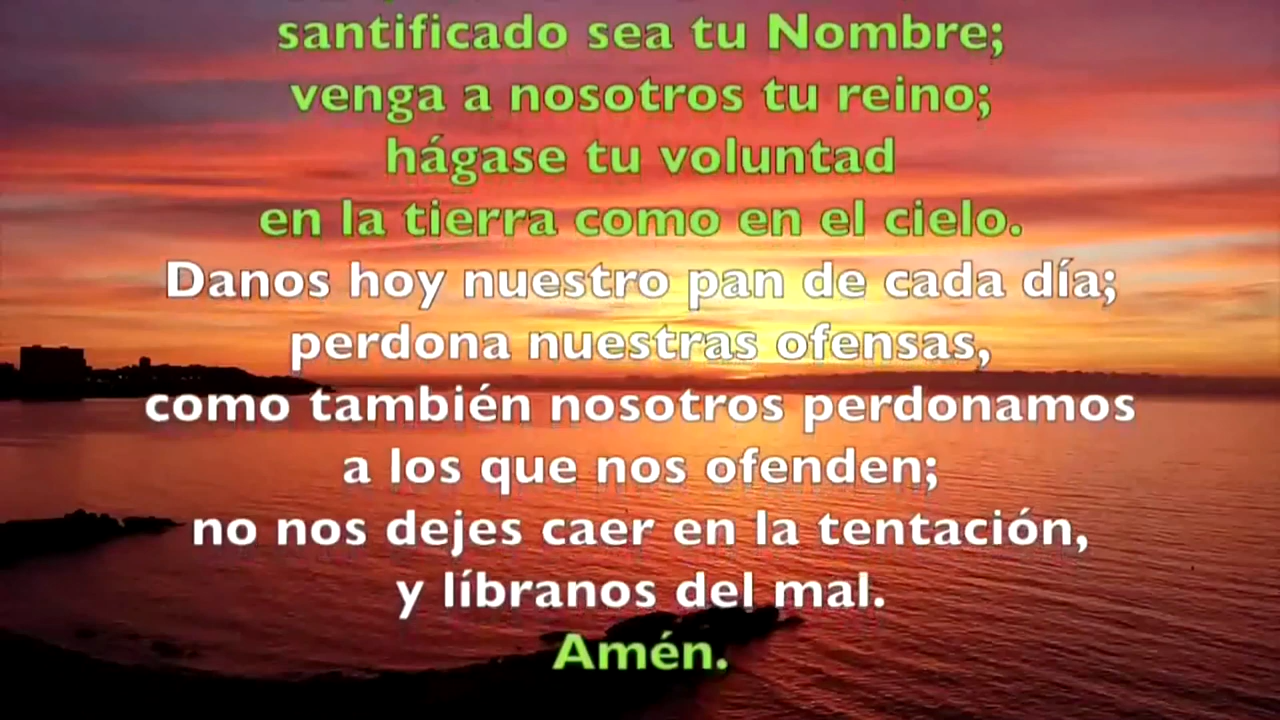 santificado sea tu Nombre;
venga a nosotros tu reino;
hágase tu voluntad
en la tierra como en el cielo.
Danos hoy nuestro pan de cada día;
perdona nuestras ofensas,
como también nosotros perdonamos
a los que nos ofenden;
no nos dejes caer en la tentación,
y líbranos del mal.
Amén.